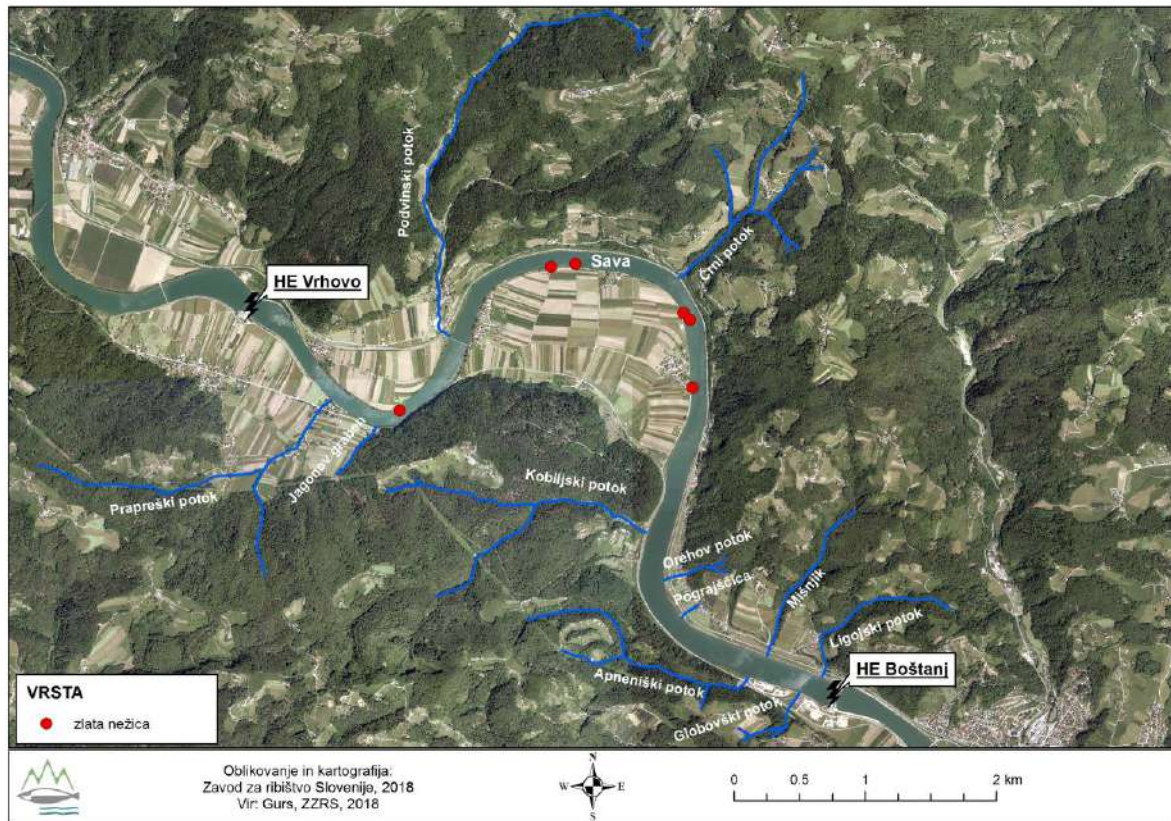 Podvinski potok
Črni potok
Sava
HE Vrhovo
Jagonev graben
Prapreški potok
Kobiljski potok
Orehov potok
Pograjščica
Mišnjik
Ligojski potok
HE Boštanj
Apneniški potok
Globovški potok
VRSTA
zlata nežica
Oblikovanje in kartografija:
Zavod za ribištvo Slovenije, 2018
Vir: Gurs, ZZRS, 2018
N
W E
S
0 0.5 1 2 km